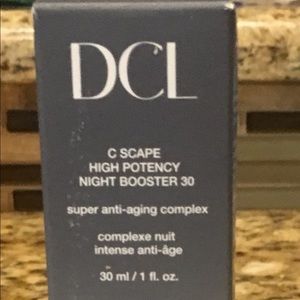 DCL
C SCAPE
HIGH POTENCY
NIGHT BOOSTER 30
super anti-aging complex
complexe nuit
intense anti-âge
30 ml / 1 fl. oz.